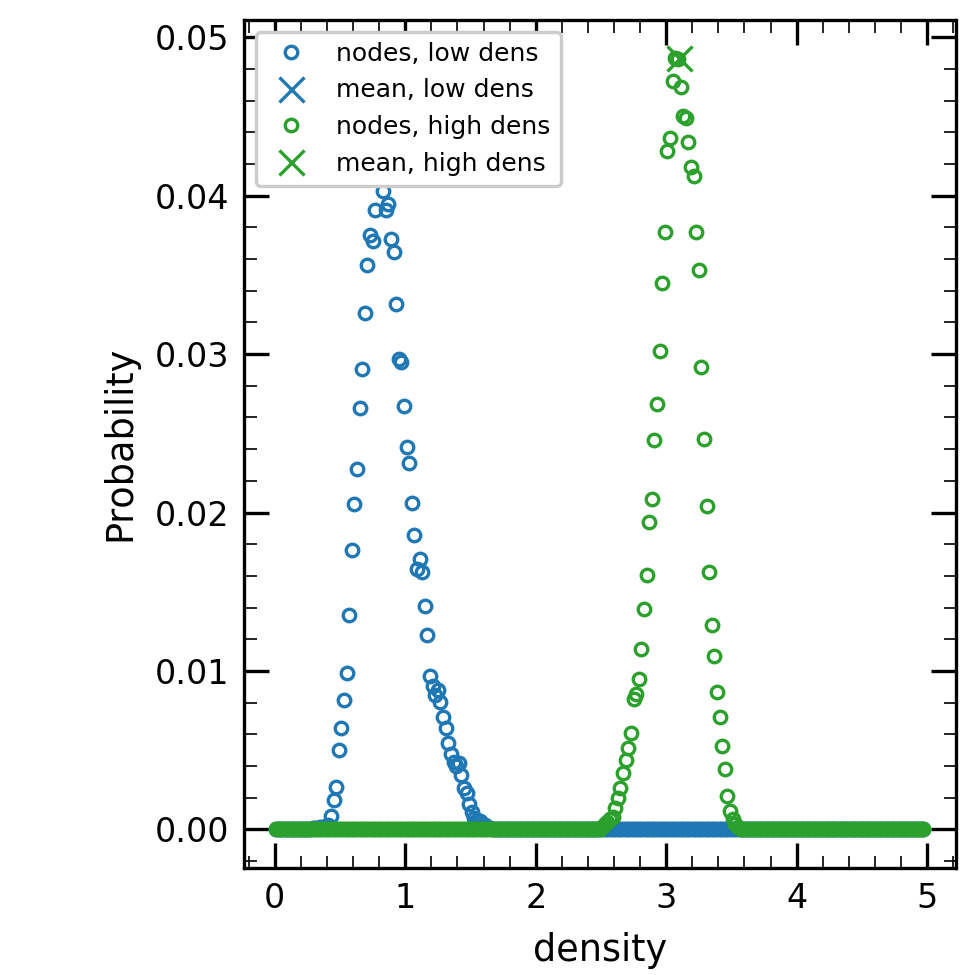 0.05
0.04
0.03
0.02
0.01
0.00
Probability
nodes, low dens
mean, low dens
nodes, high dens
mean, high dens
0 1 2 3 4 5
density